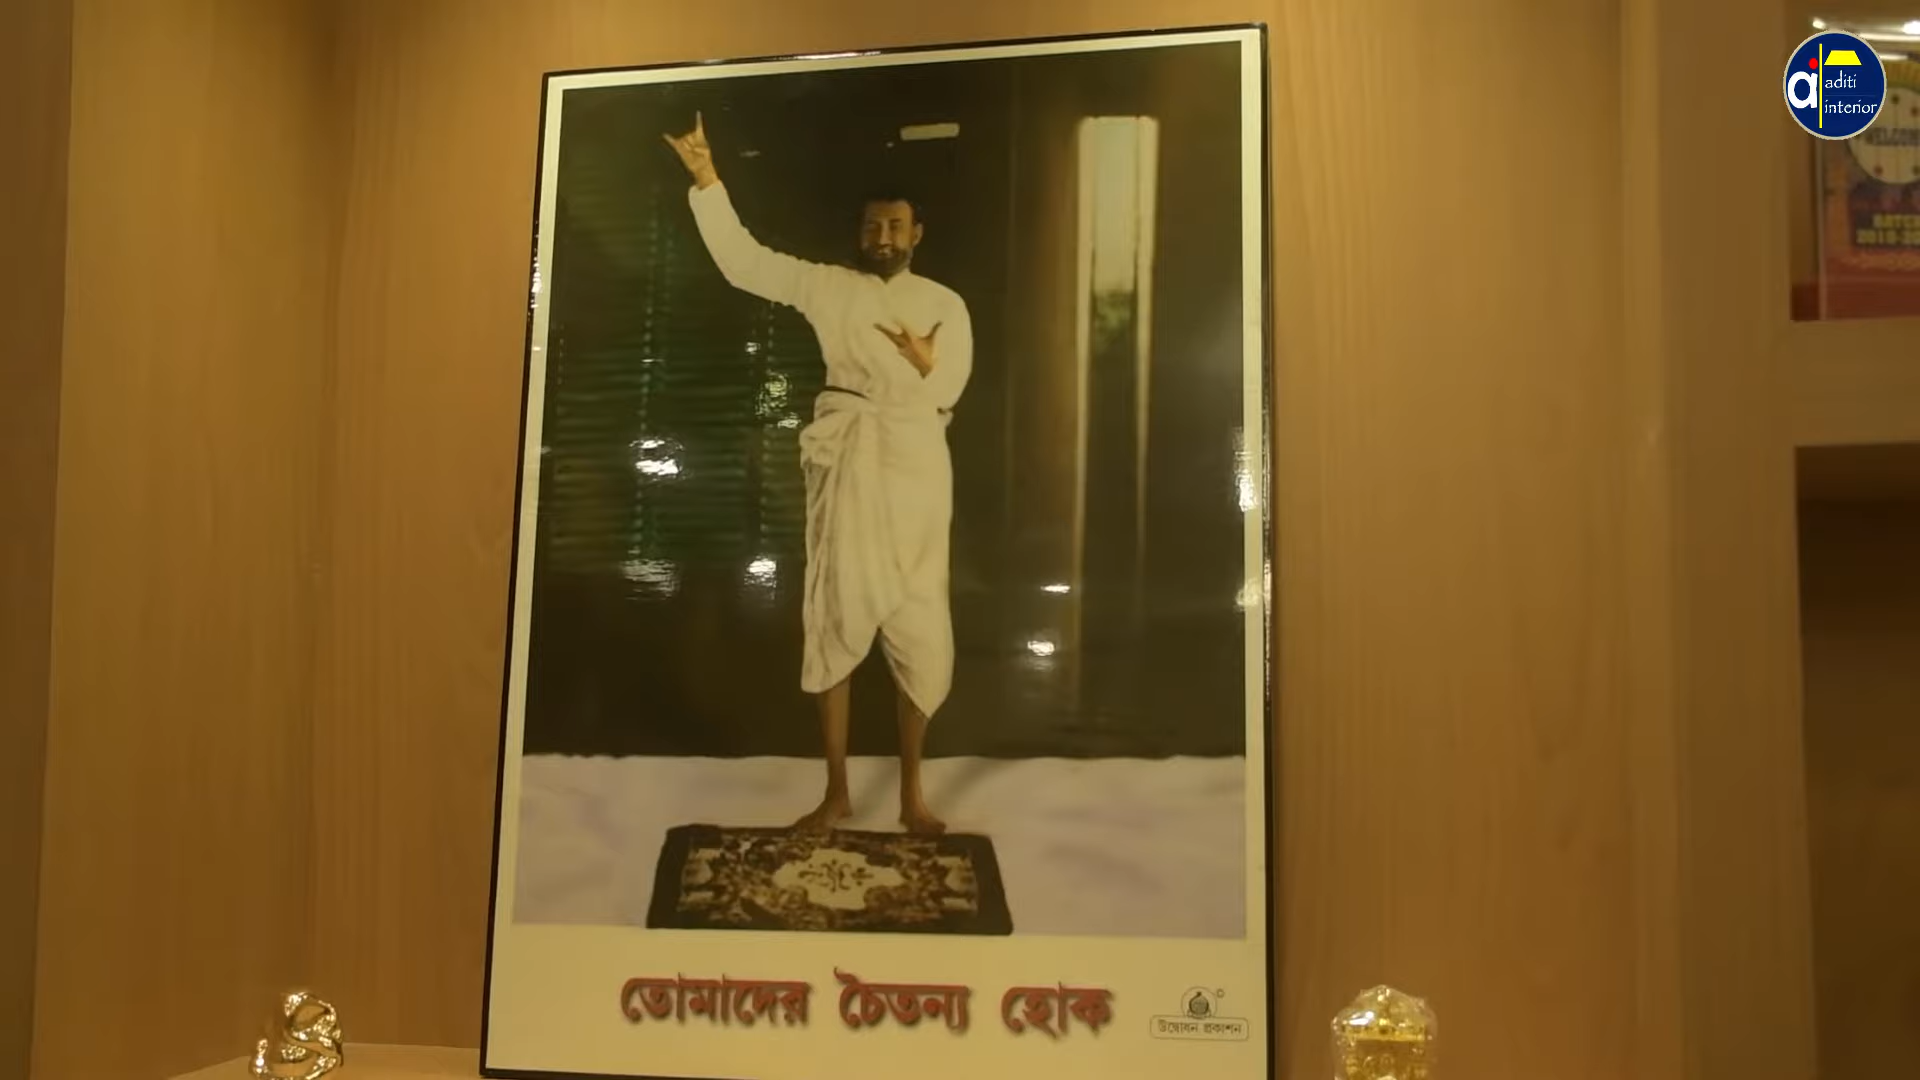 aditi
interior
তোমাদের চৈতন্য হোক
©
উদ্বোধন প্রকাশন